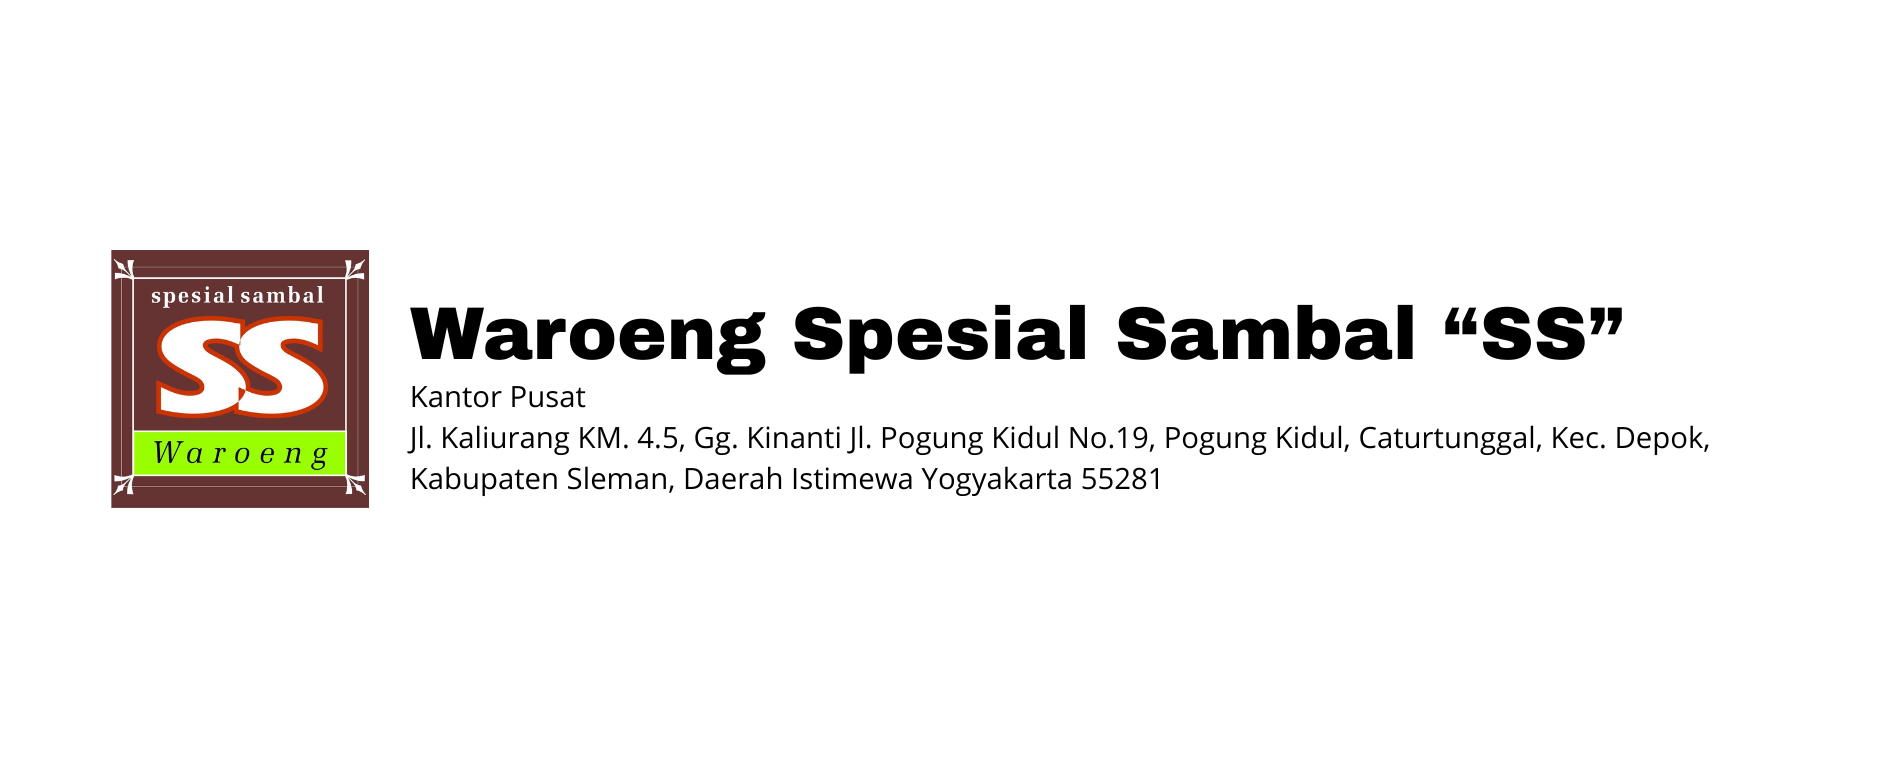 spesial sambal
SS
Waroeng
Waroeng Spesial Sambal “SS”
Kantor Pusat
Jl. Kaliurang KM. 4.5, Gg. Kinanti Jl. Pogung Kidul No.19, Pogung Kidul, Caturtunggal, Kec. Depok,
Kabupaten Sleman, Daerah Istimewa Yogyakarta 55281